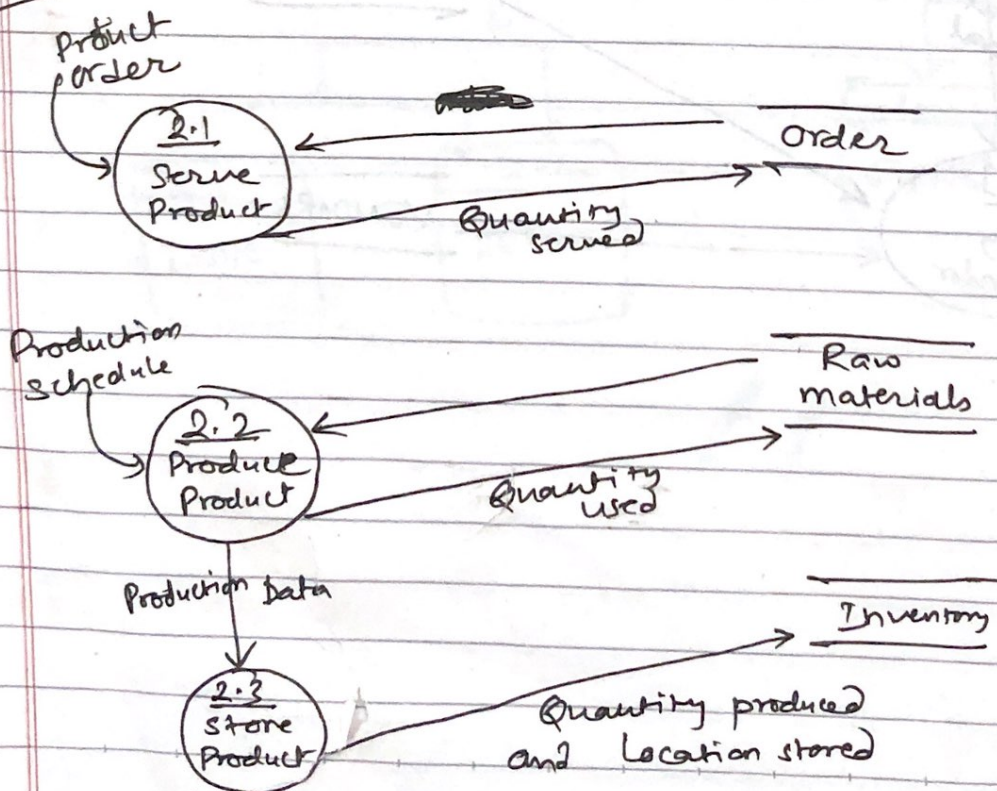 Product
order
2.1
Serve
Product
Order
Quantity
served
Production
schedule
2.2
Produce
Product
Raw
materials
Quantity
used
Production Data
2.3
Store
Product
Inventory
Quantity produced
and Location stored